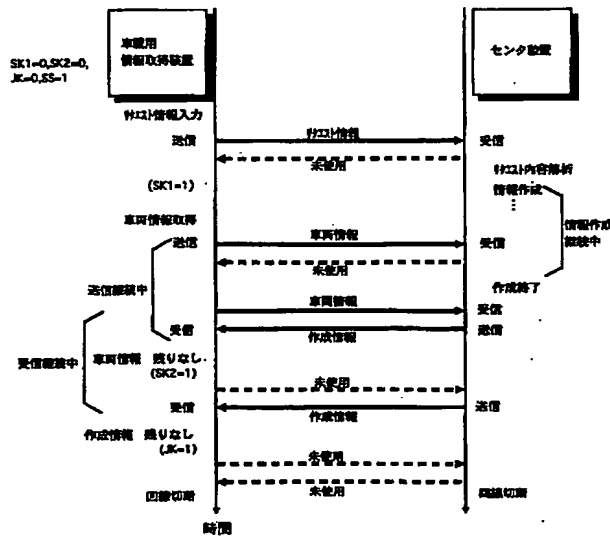 車載用
情報取得装置
センタ装置
SK1=0,SK2=0,
JK=0,SS=1
リクエスト情報入力
送信
リクエスト情報
受信
未使用
リクエスト内容解析
(SK1=1)
情報作成
車両情報取得
情報作成
継続中
送信
車両情報
受信
未使用
送信継続中
作成終了
車両情報
受信
受信
作成情報
送信
受信継続中
車両情報 残りなし
(SK2=1)
未使用
受信
作成情報
送信
作成情報 残りなし
(JK=1)
未使用
未使用
回線切断
回線切断
時間